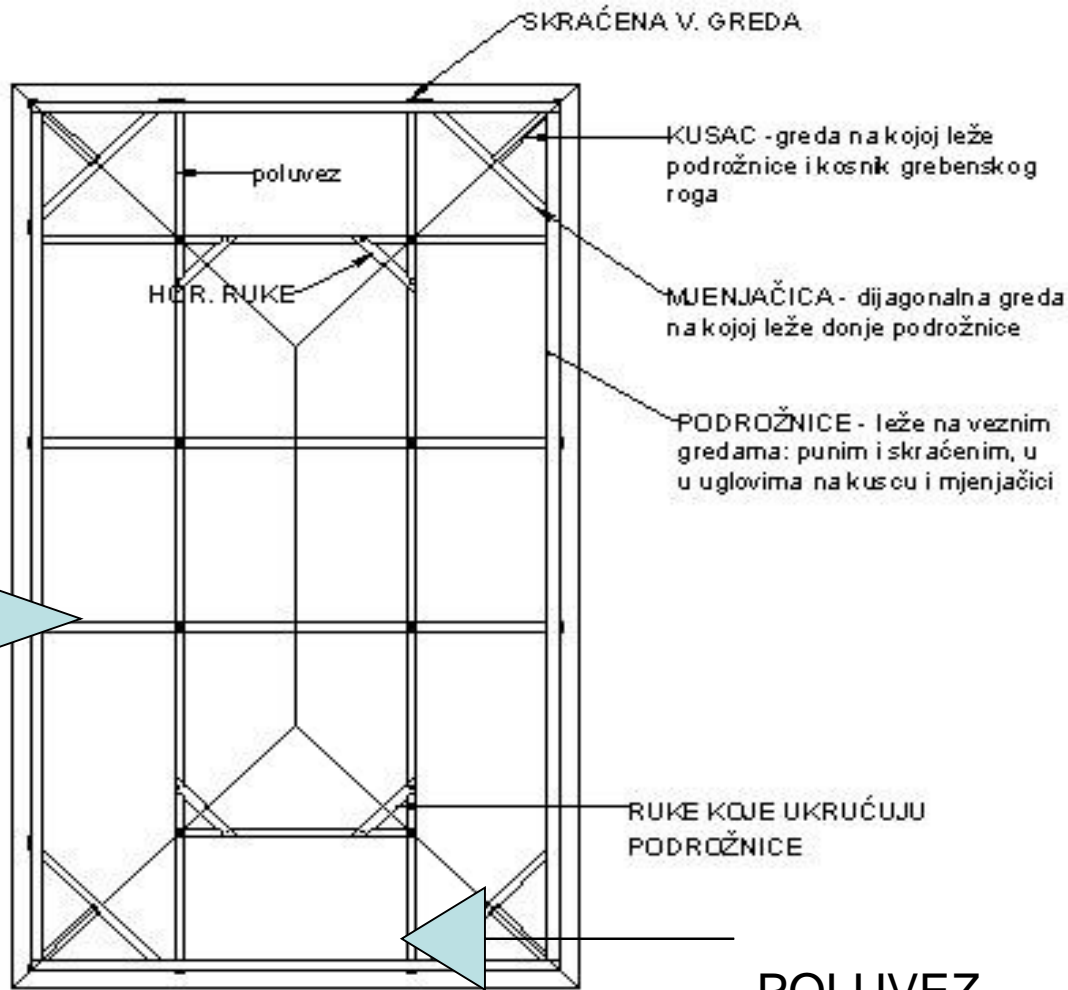 SKRAĆENA V. GREDA
KUSAC - greda na kojoj leže
podrožnice i kosnik grebenskog
roga
poluvez
HOR. RUKE
MJENJAČICA - dijagonalna greda
na kojoj leže donje podrožnice
PODROŽNICE - leže na veznim
gredama: punim i skraćenim, u
u uglovima na kuscu i mjenjačici
RUKE KOJE UKRUĆUJU
PODROŽNICE
POLUVEZ